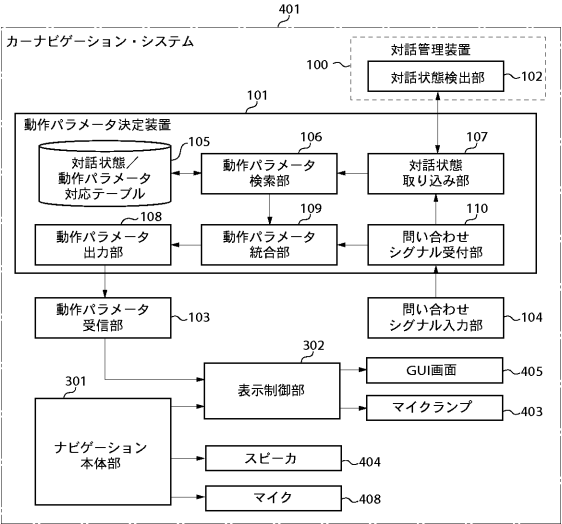 401
カーナビゲーション・システム
対話管理装置
100
対話状態検出部
102
101
動作パラメータ決定装置
105
対話状態／
動作パラメータ
対応テーブル
106
動作パラメータ
検索部
107
対話状態
取り込み部
108
動作パラメータ
出力部
109
動作パラメータ
統合部
110
問い合わせ
シグナル受付部
動作パラメータ
受信部
103
問い合わせ
シグナル入力部
104
302
表示制御部
GUI画面
405
マイクランプ
403
301
ナビゲーション
本体部
スピーカ
404
マイク
408